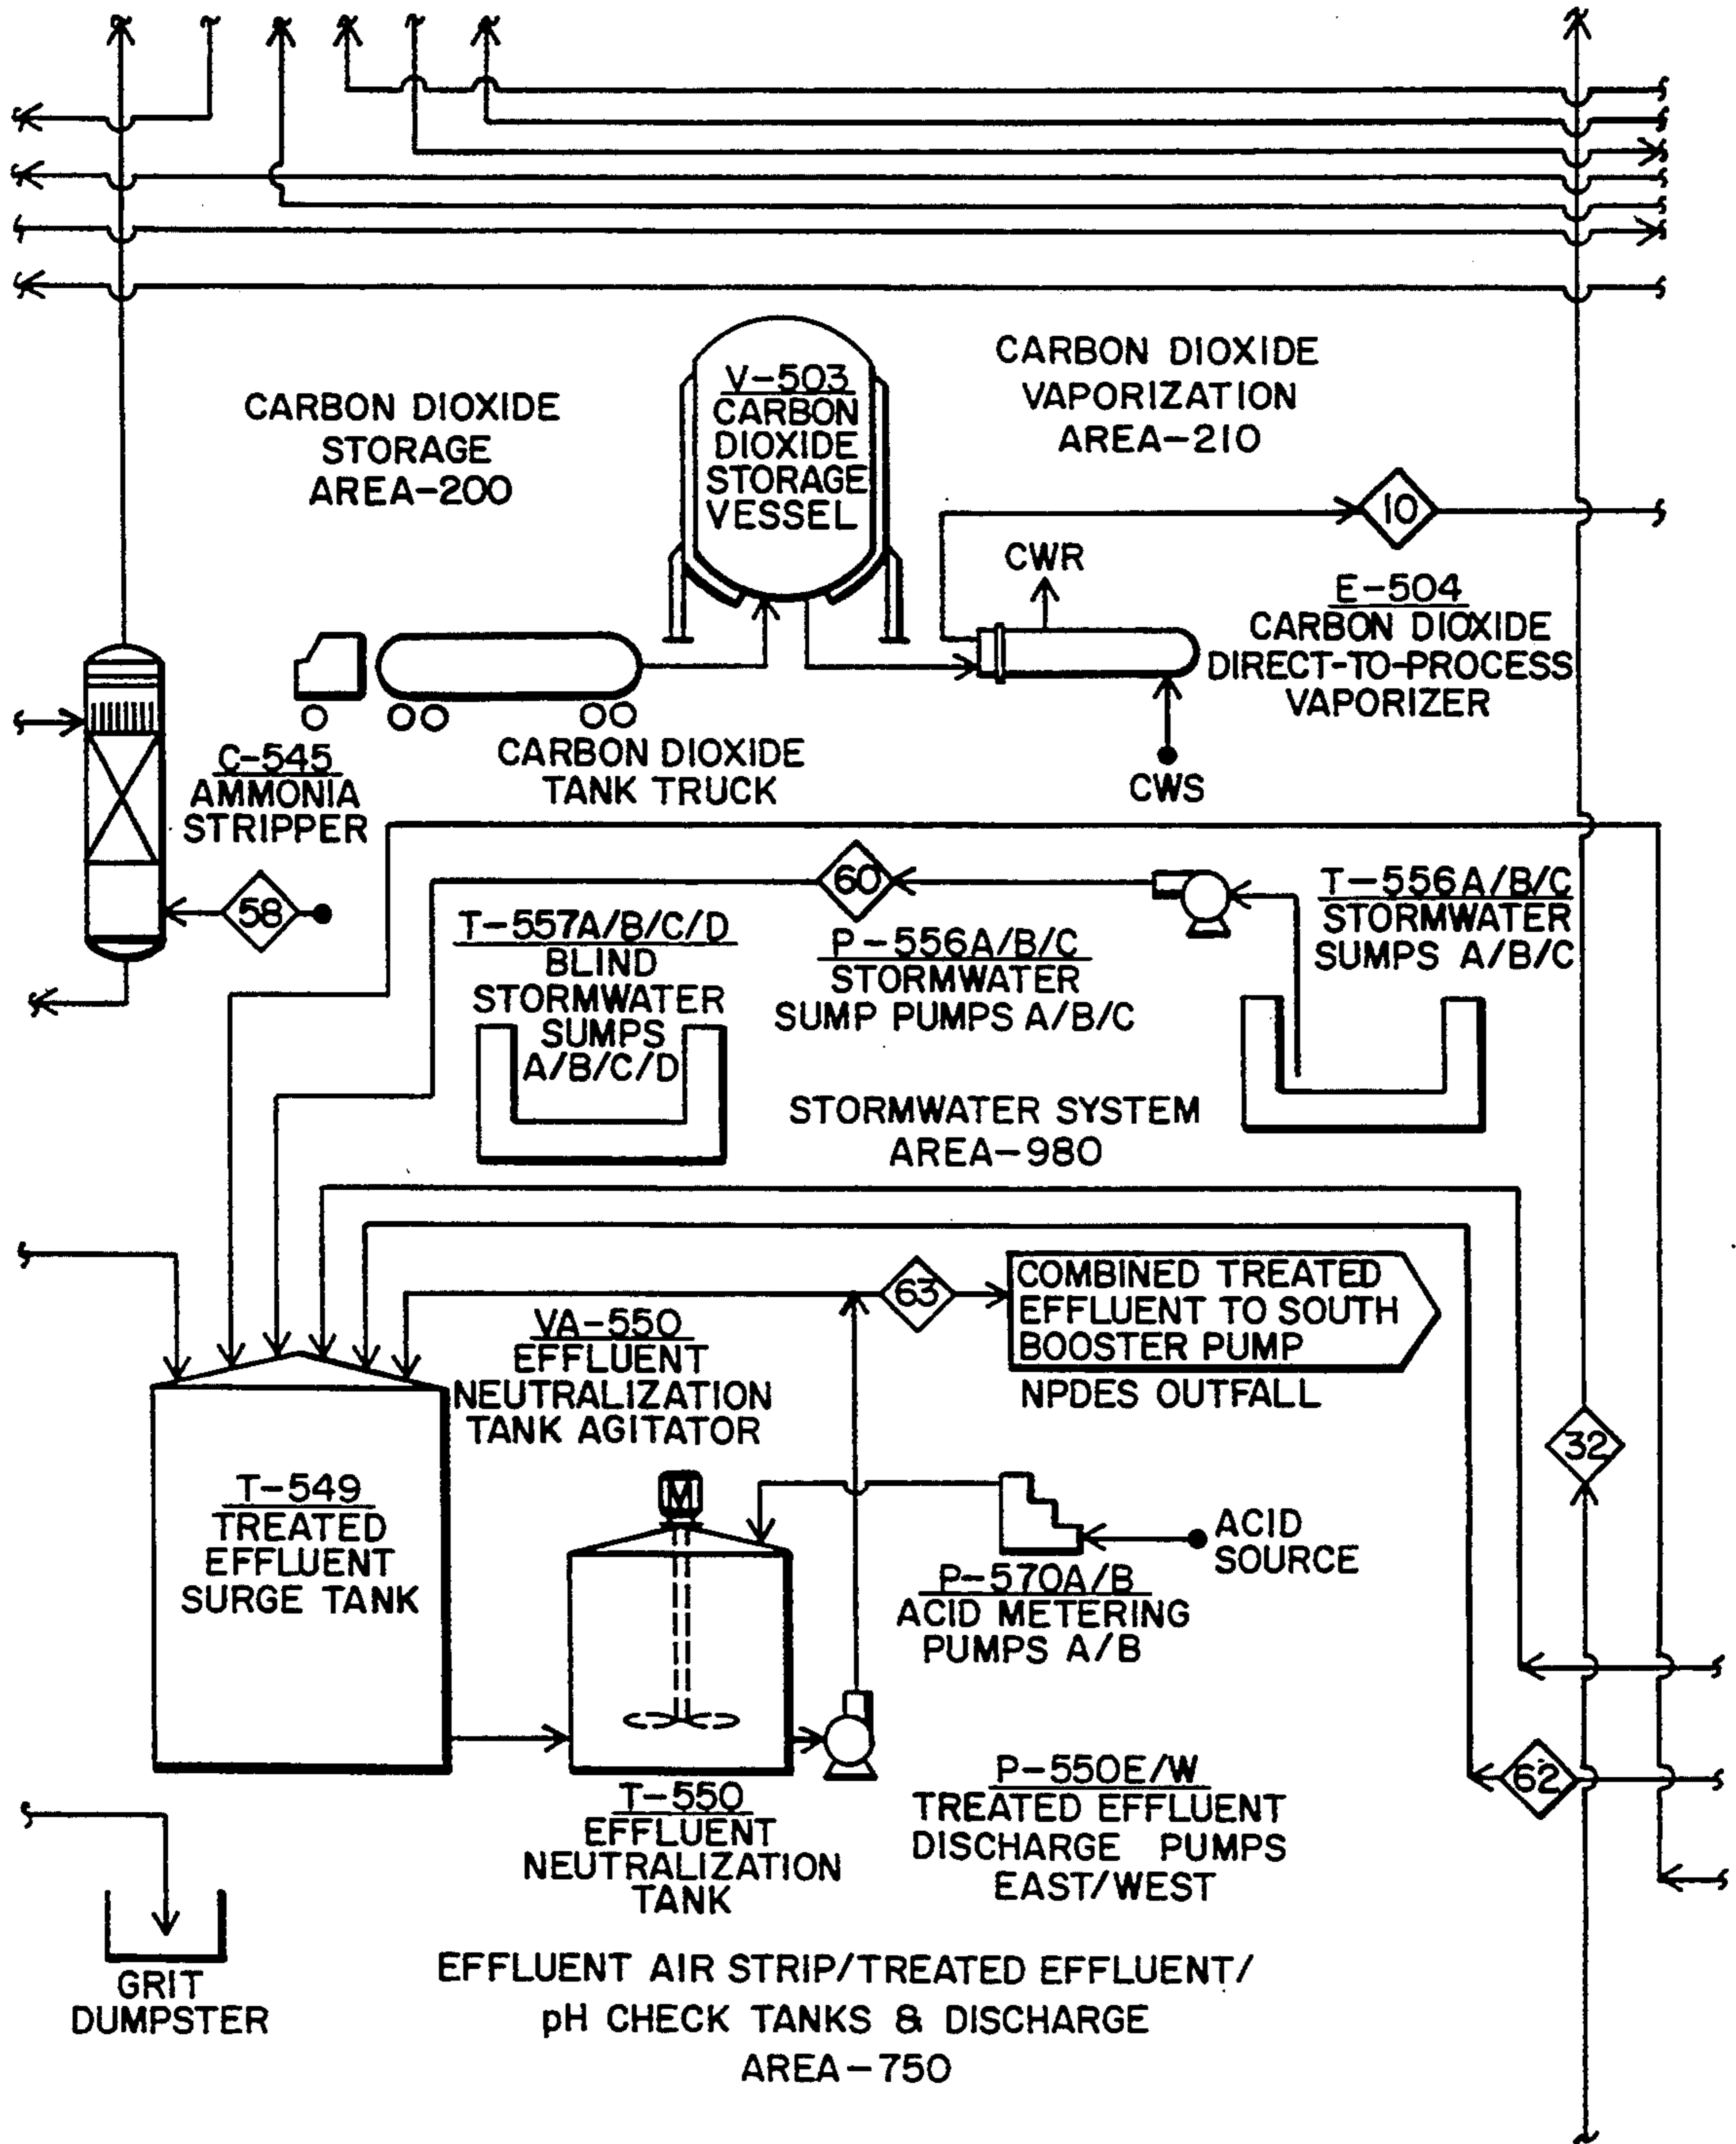 CARBON DIOXIDE
STORAGE
AREA-200
V-503
CARBON
DIOXIDE
STORAGE
VESSEL
CARBON DIOXIDE
VAPORIZATION
AREA-210
10
CWR
E-504
CARBON DIOXIDE
DIRECT-TO-PROCESS
VAPORIZER
CWS
CARBON DIOXIDE
TANK TRUCK
C-545
AMMONIA
STRIPPER
58
60
T-557A/B/C/D
BLIND
STORMWATER
SUMPS
A/B/C/D
P-556A/B/C
STORMWATER
SUMP PUMPS A/B/C
T-556A/B/C
STORMWATER
SUMPS A/B/C
STORMWATER SYSTEM
AREA-980
63
COMBINED TREATED
EFFLUENT TO SOUTH
BOOSTER PUMP
NPDES OUTFALL
VA-550
EFFLUENT
NEUTRALIZATION
TANK AGITATOR
32
T-549
TREATED
EFFLUENT
SURGE TANK
M
ACID
SOURCE
P-570A/B
ACID METERING
PUMPS A/B
62
T-550
EFFLUENT
NEUTRALIZATION
TANK
P-550E/W
TREATED EFFLUENT
DISCHARGE PUMPS
EAST/WEST
GRIT
DUMPSTER
EFFLUENT AIR STRIP/TREATED EFFLUENT/
pH CHECK TANKS & DISCHARGE
AREA-750